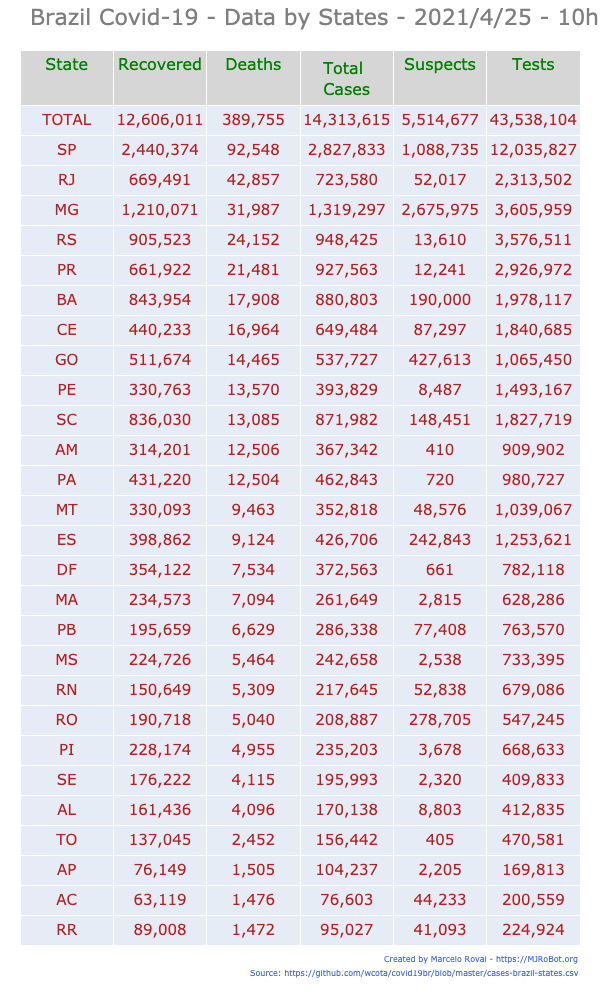 Brazil Covid-19 - Data by States - 2021/4/25 - 10h
State Recovered Deaths Total Cases Suspects Tests
TOTAL 12,606,011 389,755 14,313,615 5,514,677 43,538,104
SP 2,440,374 92,548 2,827,833 1,088,735 12,035,827
RJ 669,491 42,857 723,580 52,017 2,313,502
MG 1,210,071 31,987 1,319,297 2,675,975 3,605,959
RS 905,523 24,152 948,425 13,610 3,576,511
PR 661,922 21,481 927,563 12,241 2,926,972
BA 843,954 17,908 880,803 190,000 1,978,117
CE 440,233 16,964 649,484 87,297 1,840,685
GO 511,674 14,465 537,727 427,613 1,065,450
PE 330,763 13,570 393,829 8,487 1,493,167
SC 836,030 13,085 871,982 148,451 1,827,719
AM 314,201 12,506 367,342 410 909,902
PA 431,220 12,504 462,843 720 980,727
MT 330,093 9,463 352,818 48,576 1,039,067
ES 398,862 9,124 426,706 242,843 1,253,621
DF 354,122 7,534 372,563 661 782,118
MA 234,573 7,094 261,649 2,815 628,286
PB 195,659 6,629 286,338 77,408 763,570
MS 224,726 5,464 242,658 2,538 733,395
RN 150,649 5,309 217,645 52,838 679,086
RO 190,718 5,040 208,887 278,705 547,245
PI 228,174 4,955 235,203 3,678 668,633
SE 176,222 4,115 195,993 2,320 409,833
AL 161,436 4,096 170,138 8,803 412,835
TO 137,045 2,452 156,442 405 470,581
AP 76,149 1,505 104,237 2,205 169,813
AC 63,119 1,476 76,603 44,233 200,559
RR 89,008 1,472 95,027 41,093 224,924
Created by Marcelo Rovai - https://MJRoBot.org
Source: https://github.com/wcota/covid19br/blob/master/cases-brazil-states.csv